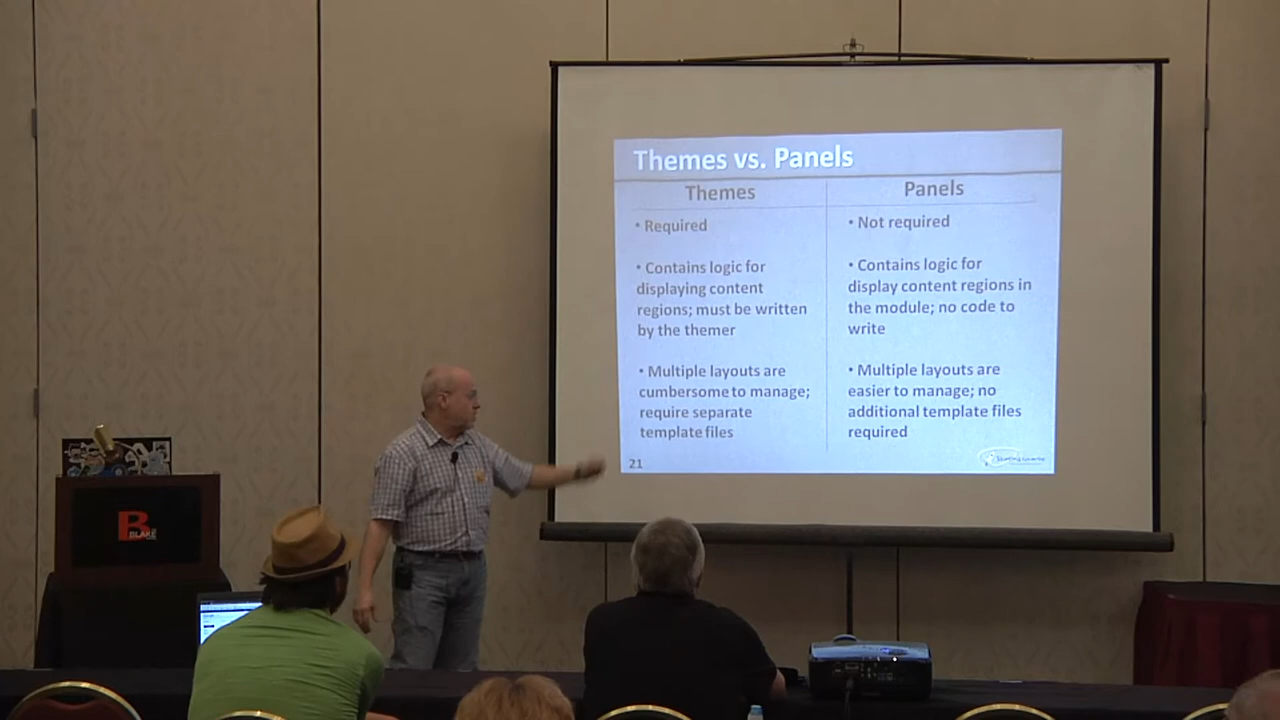 Themes vs. Panels
Themes
• Required
• Contains logic for
displaying content
regions; must be written
by the themer
• Multiple layouts are
cumbersome to manage;
require separate
template files
Panels
• Not required
• Contains logic for
display content regions in
the module; no code to
write
• Multiple layouts are
easier to manage; no
additional template files
required
21
B
BLAKE